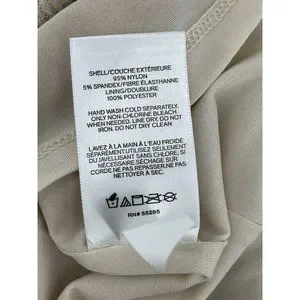 SHELL/COUCHE EXTÉRIEURE
95% NYLON
5% SPANDEX/FIBRE ÉLASTHANNE
LINING/DOUBLURE
100% POLYESTER
HAND WASH COLD SEPARATELY.
ONLY NON-CHLORINE BLEACH
WHEN NEEDED. LINE DRY. DO NOT
IRON. DO NOT DRY CLEAN
LAVEZ À LA MAIN À L'EAU FROIDE
SÉPARÉMENT.UTILISEZ DU
JAVELLISANT SANS CHLORE SI
NÉCESSAIRE.SÉCHAGE SUR
CORDE.NE PAS REPASSER.NE PAS
NETTOYER À SEC.
RN# 55285